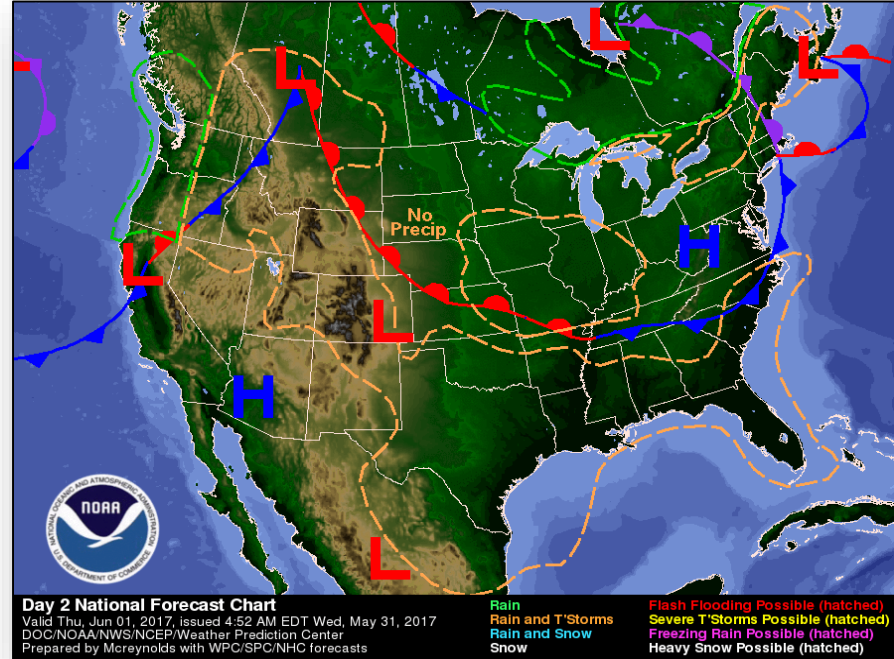 L
L
L
No
Precip
H
L
L
H
L
NATIONAL OCEANIC AND ATMOSPHERIC ADMINISTRATION
NOAA
U.S. DEPARTMENT OF COMMERCE
Day 2 National Forecast Chart
Valid Thu, Jun 01, 2017, issued 4:52 AM EDT Wed, May 31, 2017
DOC/NOAA/NWS/NCEP/Weather Prediction Center
Prepared by Mcreynolds with WPC/SPC/NHC forecasts
Rain
Rain and T'Storms
Rain and Snow
Snow
Flash Flooding Possible (hatched)
Severe T'Storms Possible (hatched)
Freezing Rain Possible (hatched)
Heavy Snow Possible (hatched)